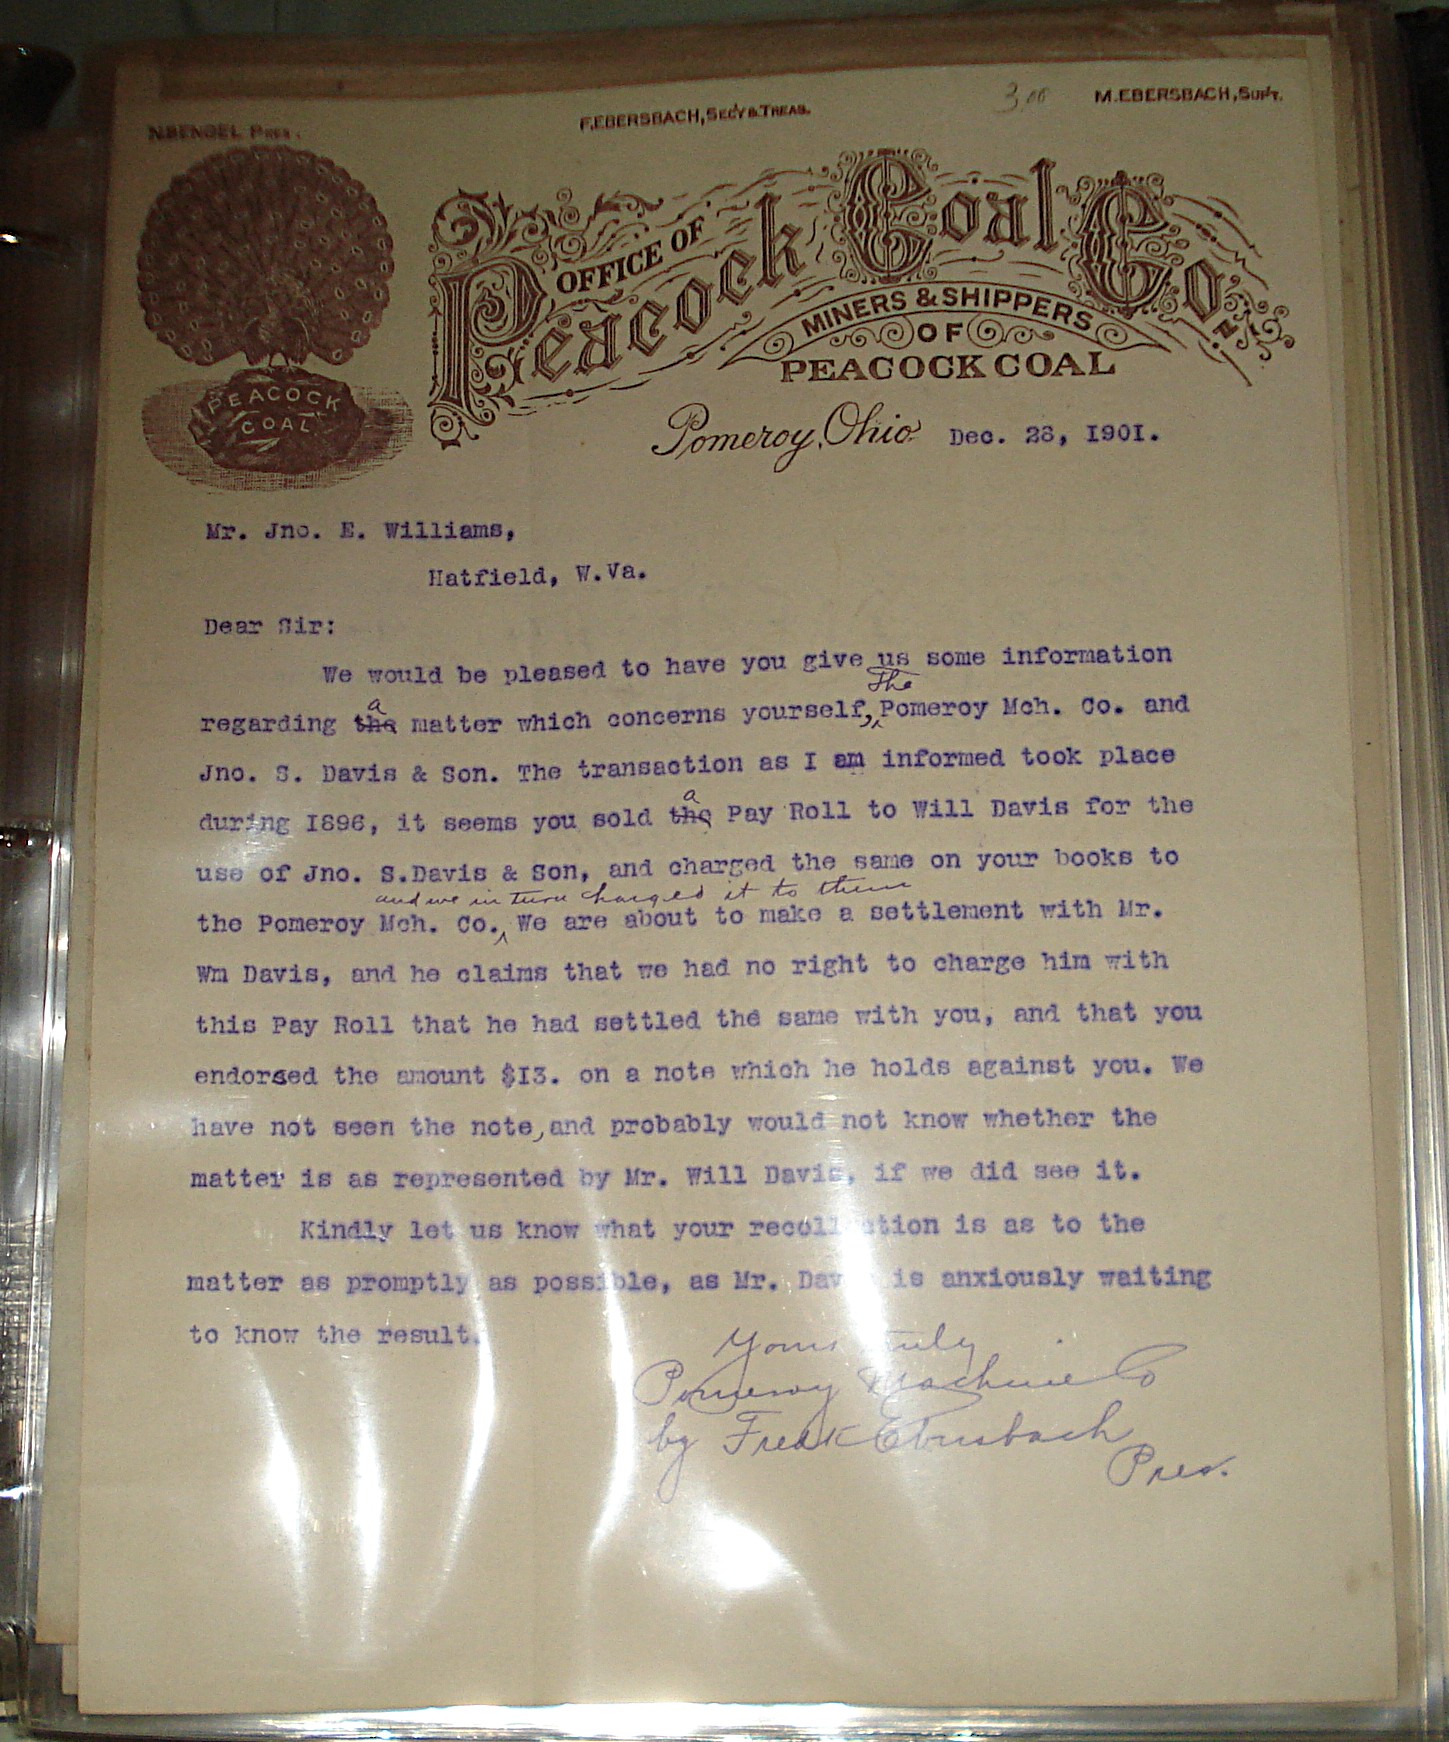 N.BENGEL PRES.
F.EBERSBACH, SEC'Y & TREAS.
3 00
M.EBERSBACH, SUP'T.
OFFICE OF
Peacock Coal Co.
MINERS & SHIPPERS
OF
PEACOCK COAL
PEACOCK
COAL
Pomeroy, Ohio. Dec. 28, 1901.
Mr. Jno. E. Williams,
Hatfield, W.Va.
Dear Sir:
We would be pleased to have you give us some information
a The
regarding the matter which concerns yourself, Pomeroy Mch. Co. and
Jno. S. Davis & Son. The transaction as I am informed took place
a
during 1896, it seems you sold the Pay Roll to Will Davis for the
use of Jno. S.Davis & Son, and charged the same on your books to
and we in turn charged it to them
the Pomeroy Mch. Co. We are about to make a settlement with Mr.
Wm Davis, and he claims that we had no right to charge him with
this Pay Roll that he had settled the same with you, and that you
endorsed the amount $13. on a note which he holds against you. We
have not seen the note, and probably would not know whether the
matter is as represented by Mr. Will Davis, if we did see it.
Kindly let us know what your recollection is as to the
matter as promptly as possible, as Mr. Davis is anxiously waiting
to know the result.
Yours truly
Pomeroy Machine Co
by Fred K Ebersbach
Pres.